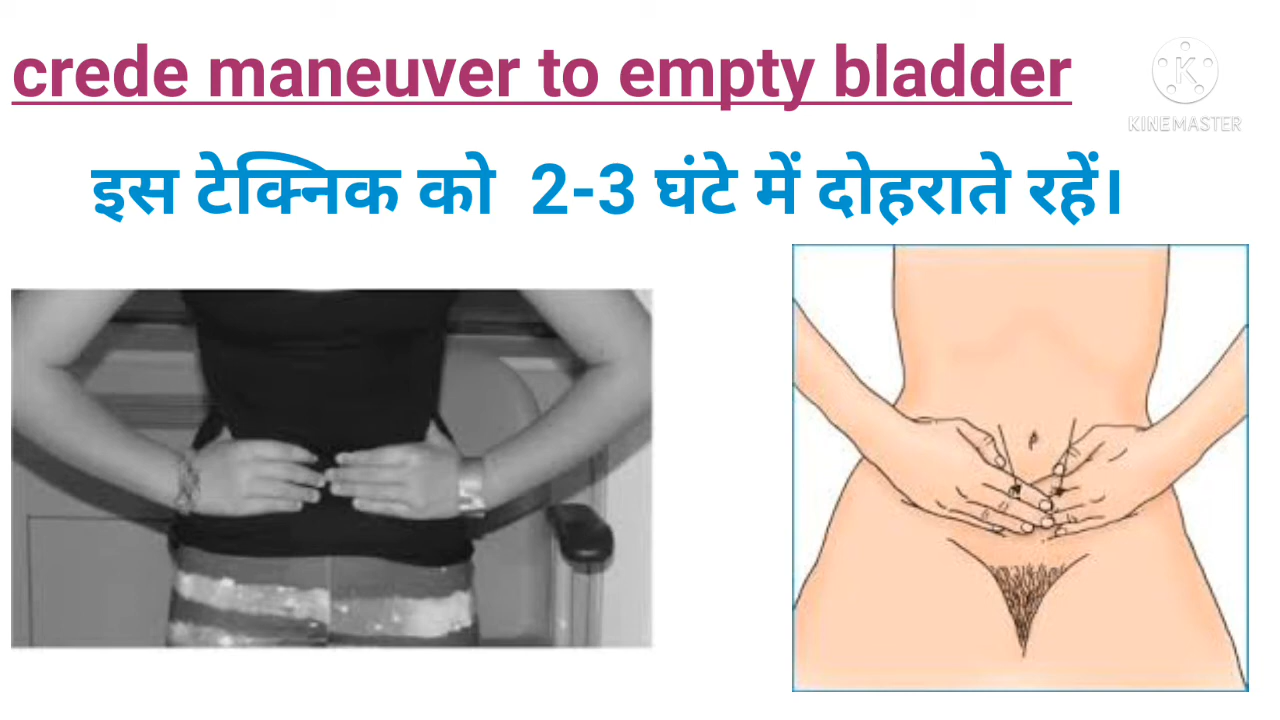 crede maneuver to empty bladder
K
KINEMASTER
इस टेक्निक को 2-3 घंटे में दोहराते रहें।